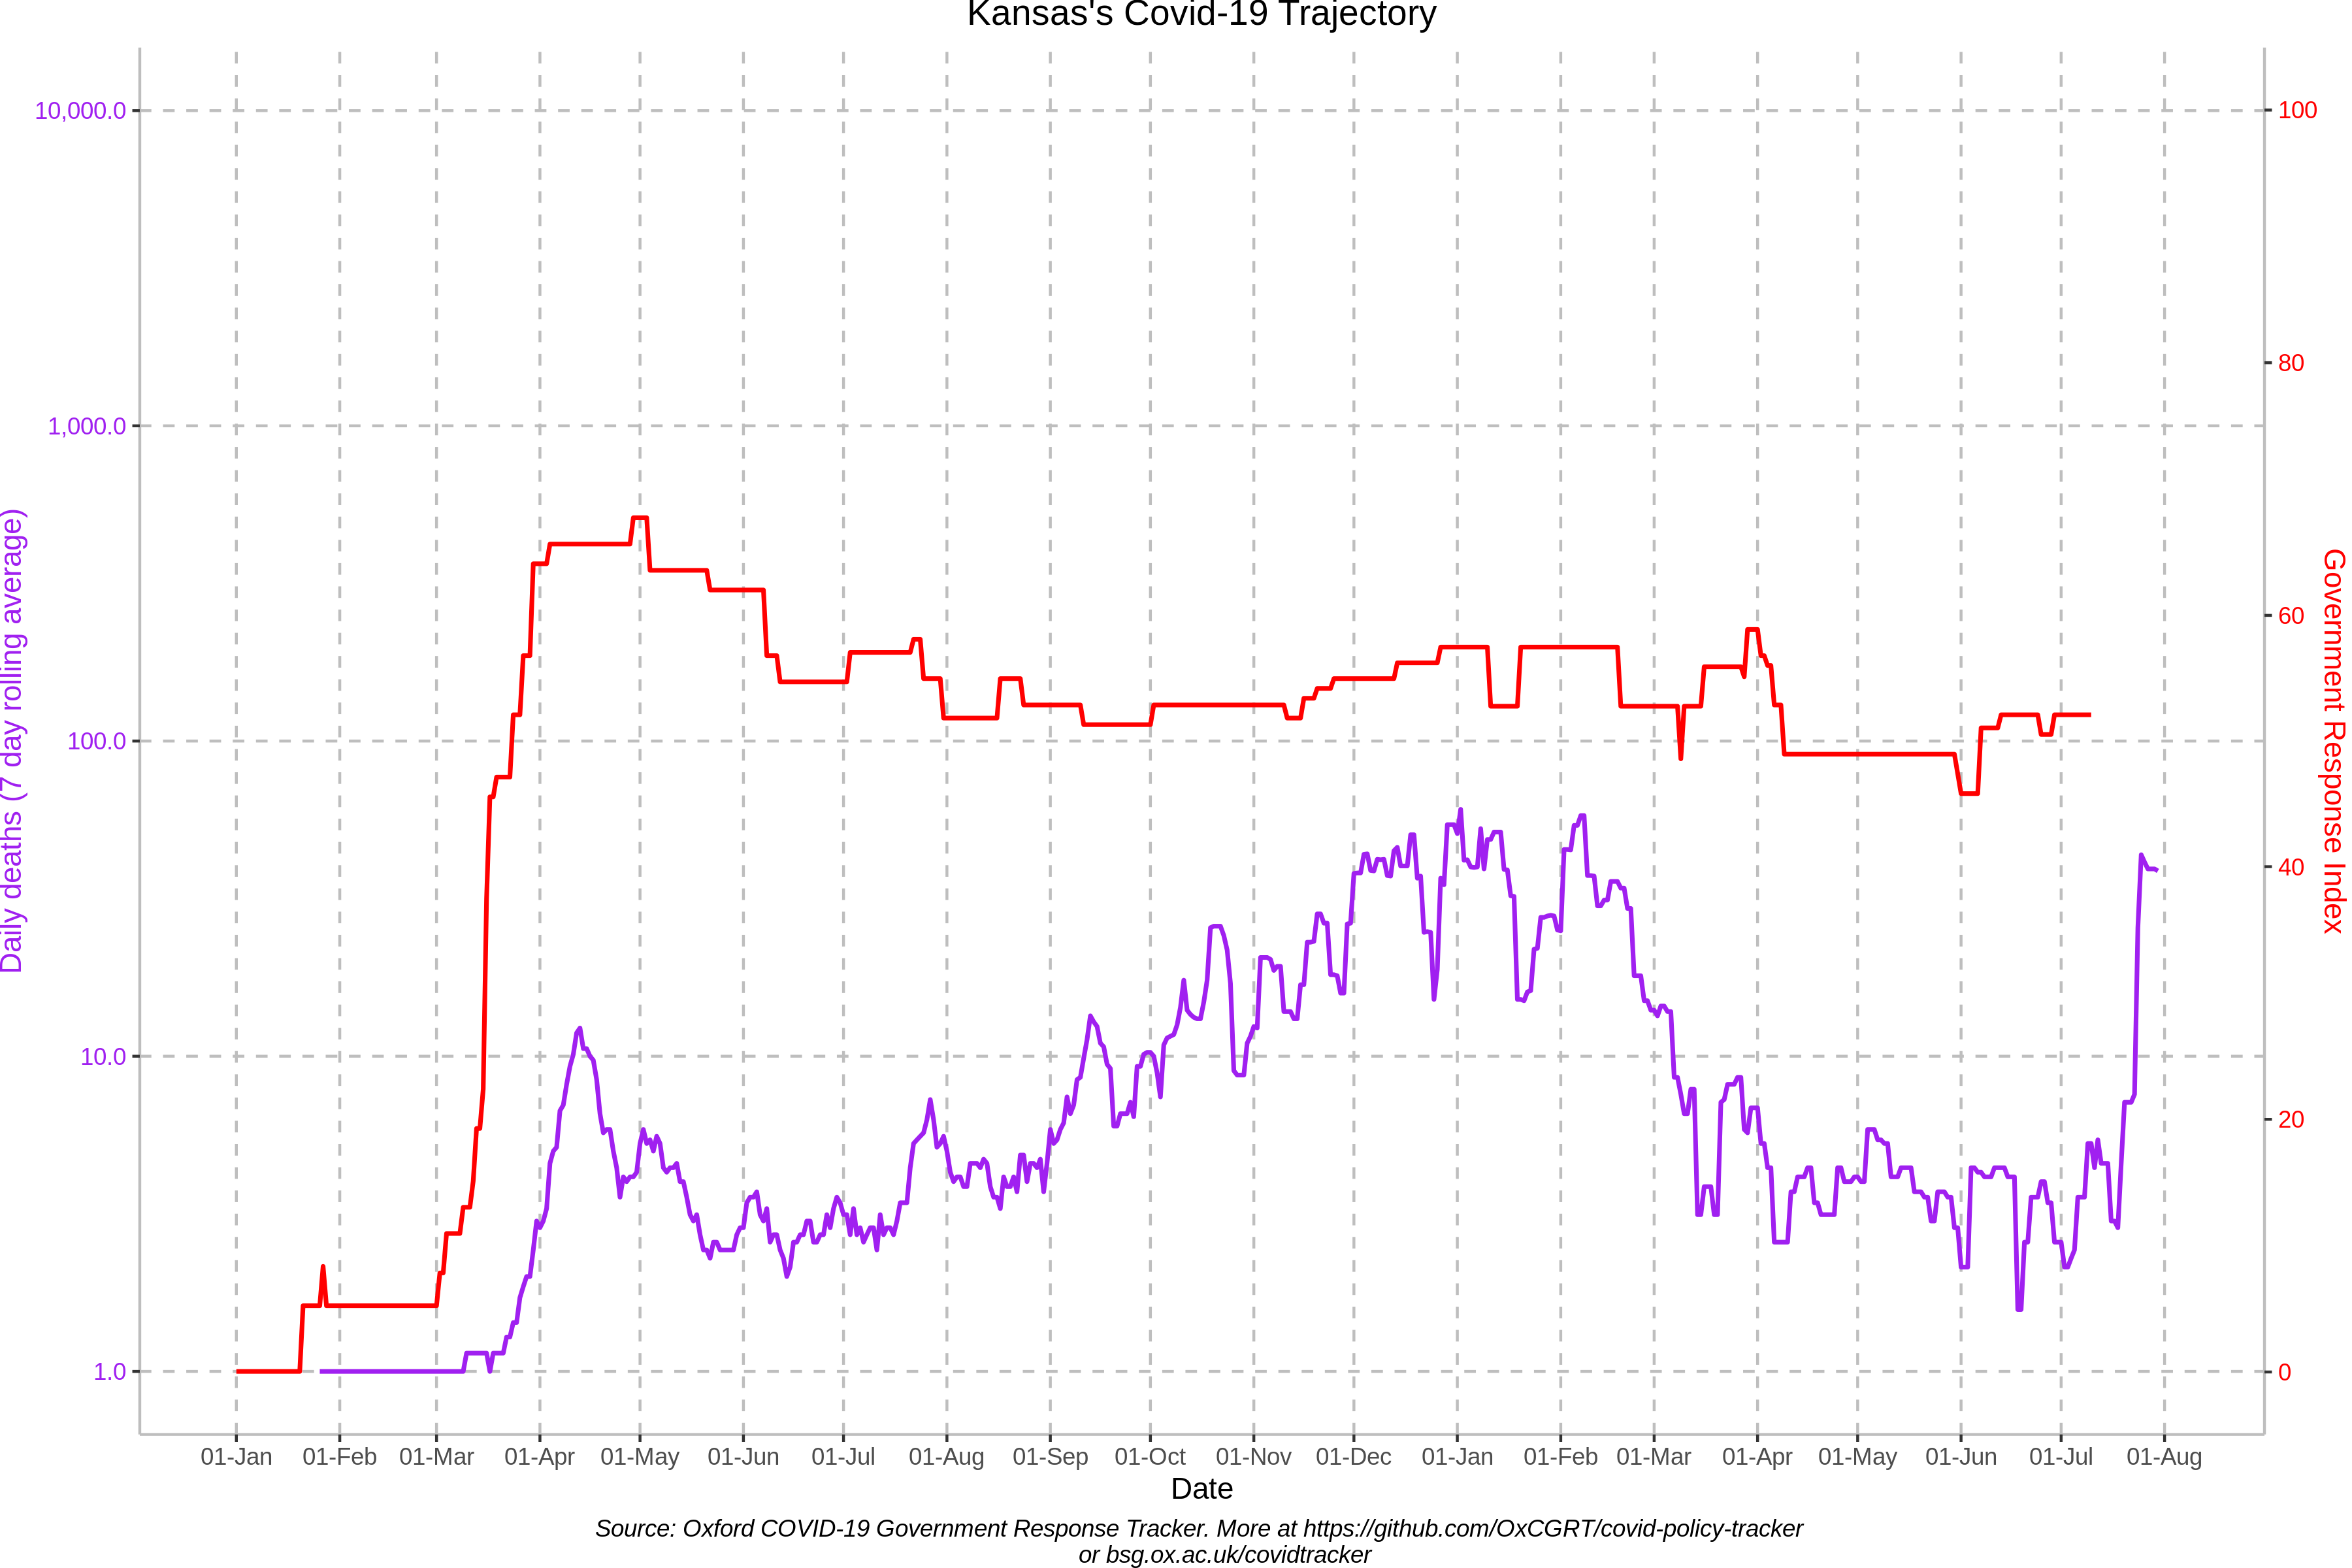 Kansas's Covid-19 Trajectory
10,000.0
1,000.0
100.0
10.0
1.0
Daily deaths (7 day rolling average)
100
80
60
40
20
0
Government Response Index
01-Jan 01-Feb 01-Mar 01-Apr 01-May 01-Jun 01-Jul 01-Aug 01-Sep 01-Oct 01-Nov 01-Dec 01-Jan 01-Feb 01-Mar 01-Apr 01-May 01-Jun 01-Jul 01-Aug
Date
Source: Oxford COVID-19 Government Response Tracker. More at https://github.com/OxCGRT/covid-policy-tracker
or bsg.ox.ac.uk/covidtracker